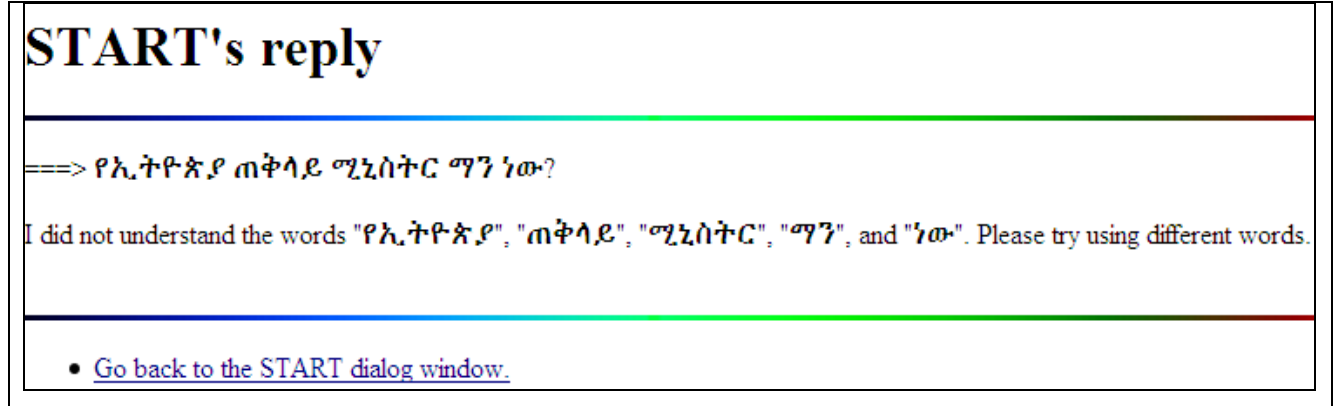 START's reply
===> የኢትዮጵያ ጠቅላይ ሚኒስትር ማን ነው?
I did not understand the words "የኢትዮጵያ", "ጠቅላይ", "ሚኒስትር", "ማን", and "ነው". Please try using different words.
Go back to the START dialog window.